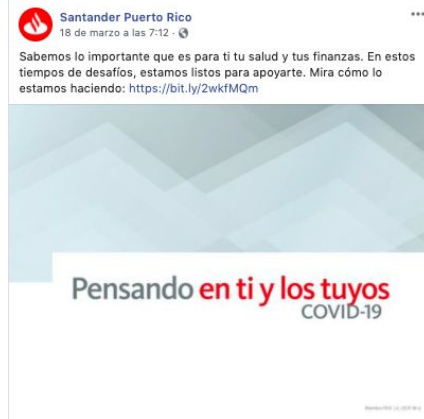 Santander Puerto Rico
18 de marzo a las 7:12 ·
Sabemos lo importante que es para ti tu salud y tus finanzas. En estos
tiempos de desafíos, estamos listos para apoyarte. Mira cómo lo
estamos haciendo: https://bit.ly/2wkfMQm
Pensando en ti y los tuyos
COVID-19